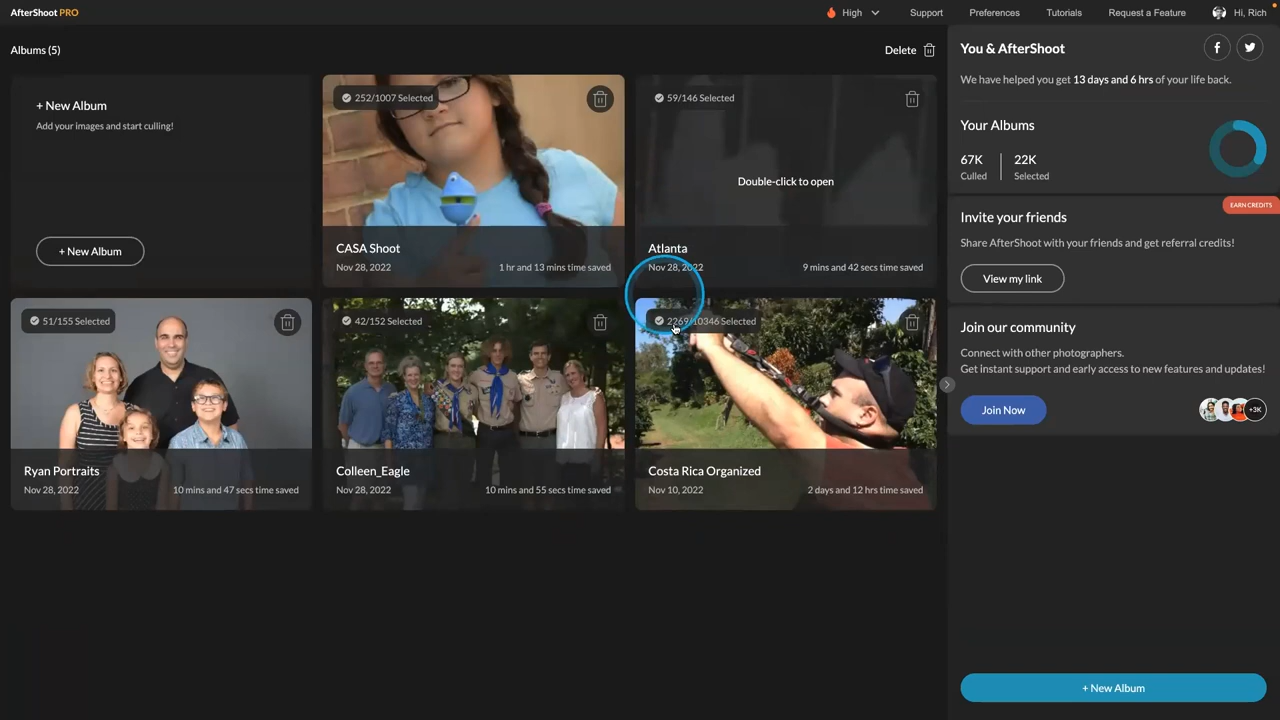 AfterShoot PRO
High
Support
Preferences
Tutorials
Request a Feature
Hi, Rich
Albums (5)
Delete
+ New Album
Add your images and start culling!
+ New Album
252/1007 Selected
CASA Shoot
Nov 28, 2022
1 hr and 13 mins time saved
59/146 Selected
Double-click to open
Atlanta
Nov 28, 2022
9 mins and 42 secs time saved
51/155 Selected
Ryan Portraits
Nov 28, 2022
10 mins and 47 secs time saved
42/152 Selected
Colleen_Eagle
Nov 28, 2022
10 mins and 55 secs time saved
2269/10346 Selected
Costa Rica Organized
Nov 10, 2022
2 days and 12 hrs time saved
You & AfterShoot
We have helped you get 13 days and 6 hrs of your life back.
Your Albums
67K
Culled
22K
Selected
EARN CREDITS
Invite your friends
Share AfterShoot with your friends and get referral credits!
View my link
Join our community
Connect with other photographers.
Get instant support and early access to new features and updates!
Join Now
+3K
+ New Album